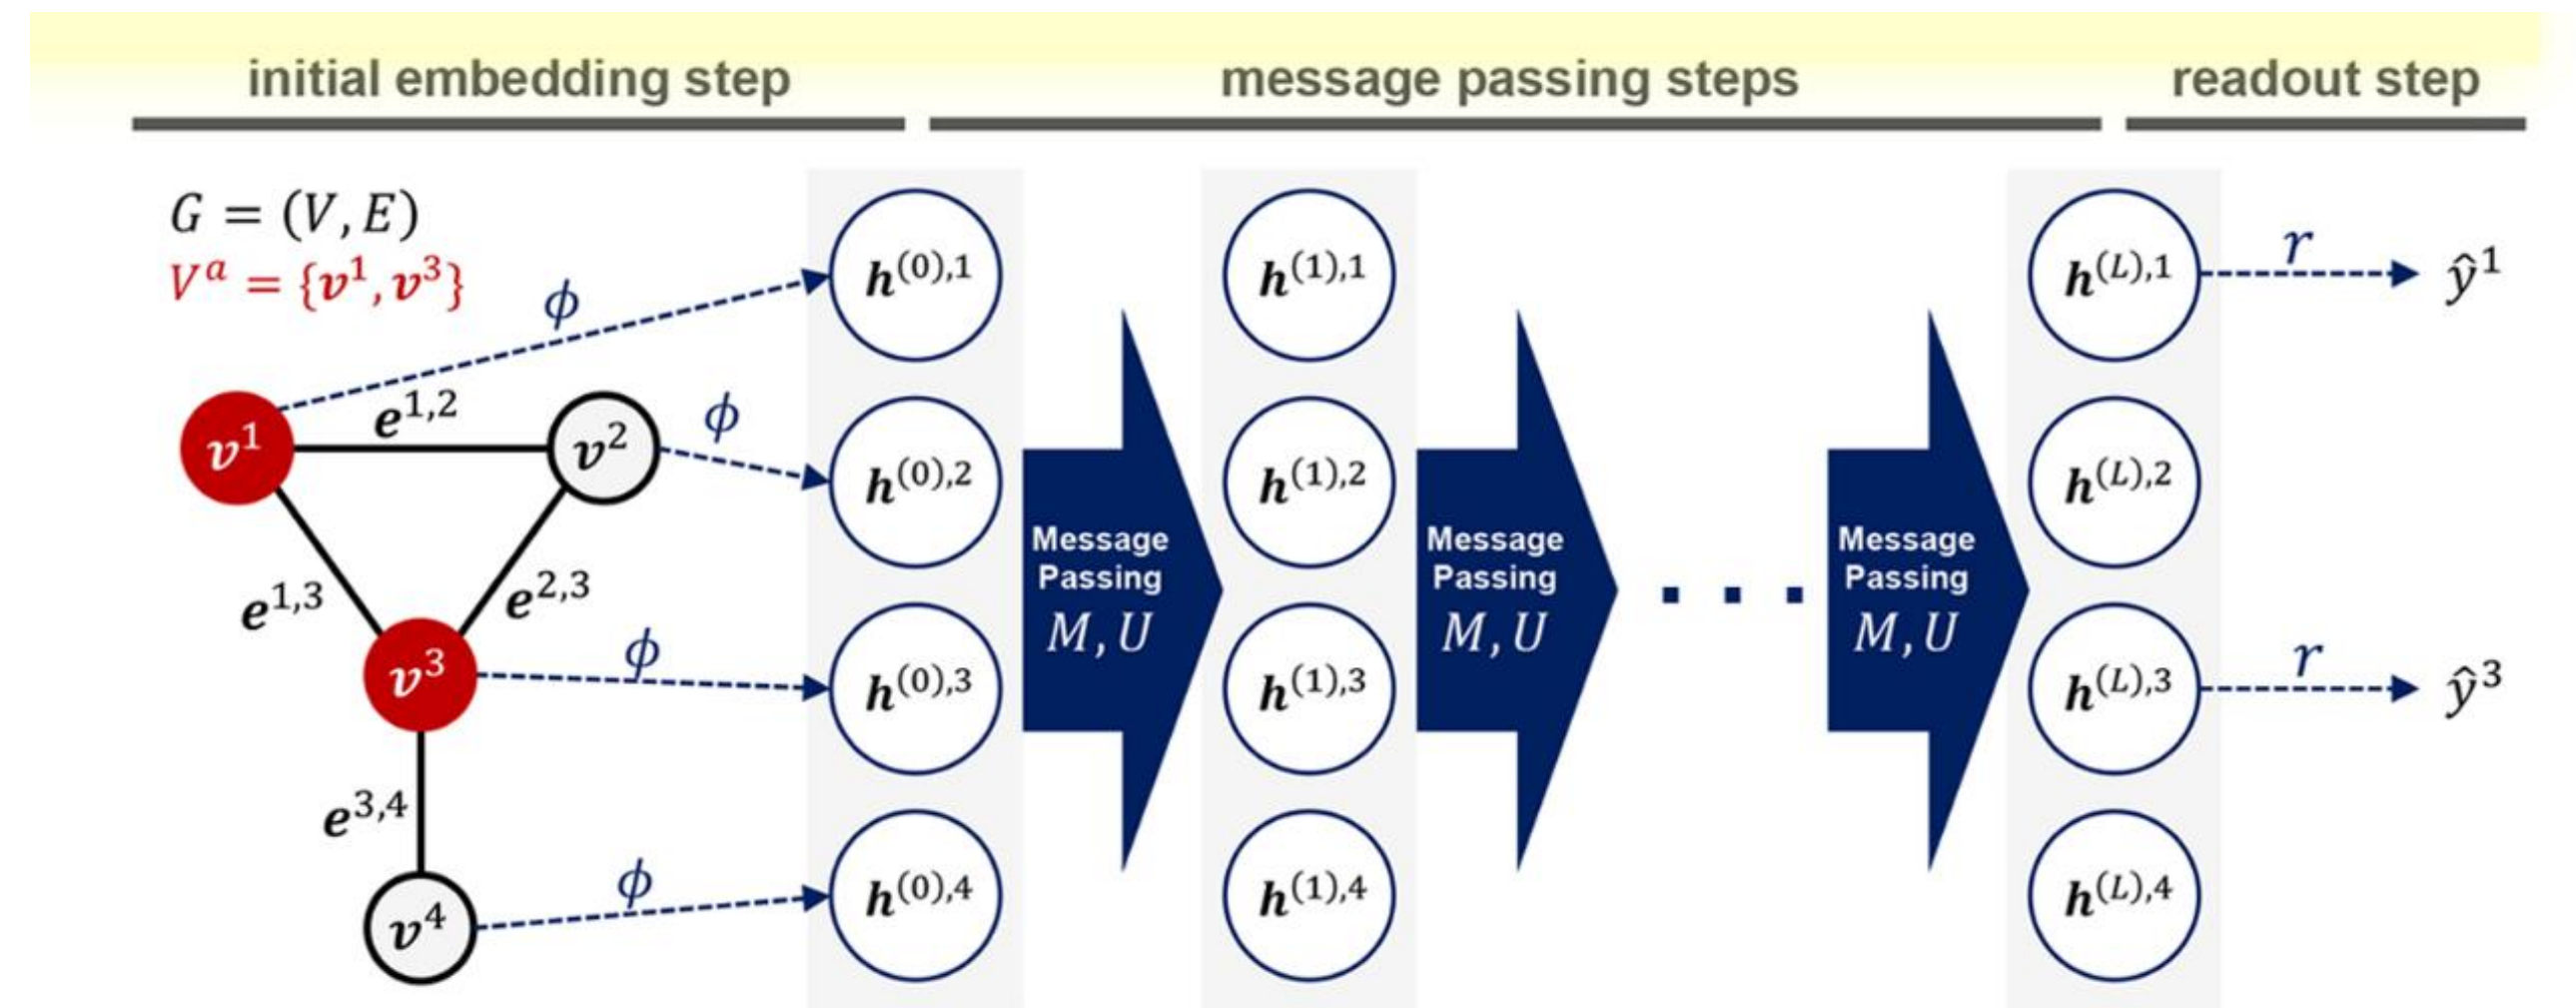 initial embedding step
message passing steps
readout step
G = (V, E)
V^a = {v^1, v^3}
ϕ
h^(0),1
h^(1),1
h^(L),1
r
ŷ^1
v^1
e^1,2
v^2
ϕ
h^(0),2
h^(1),2
h^(L),2
Message
Passing
M, U
Message
Passing
M, U
. . .
Message
Passing
M, U
e^1,3
e^2,3
v^3
ϕ
h^(0),3
h^(1),3
h^(L),3
r
ŷ^3
e^3,4
v^4
ϕ
h^(0),4
h^(1),4
h^(L),4